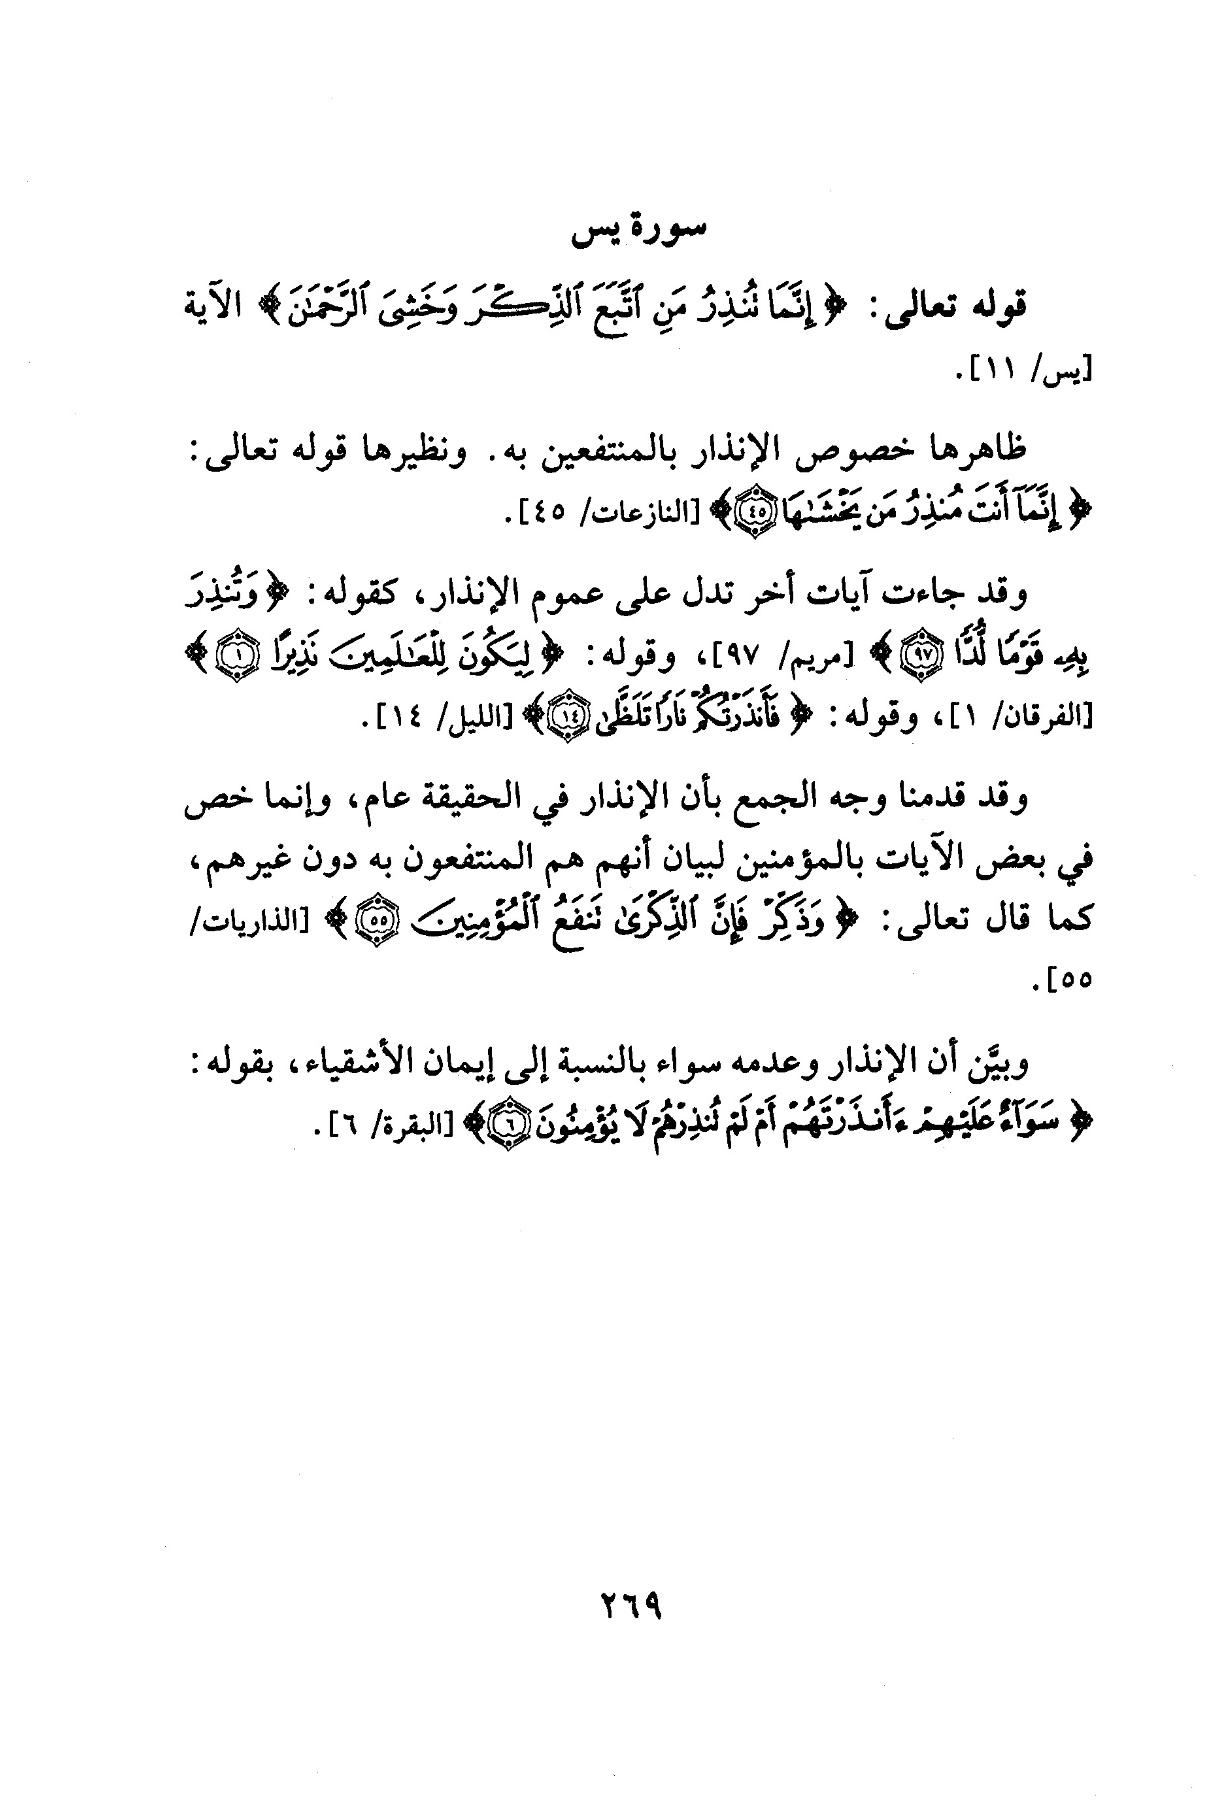 سورة يس
قوله تعالى: ﴿ إِنَّمَا تُنذِرُ مَنِ ٱتَّبَعَ ٱلذِّكْرَ وَخَشِىَ ٱلرَّحْمَٰنَ﴾ الآية
[يس/ ١١].
ظاهرها خصوص الإنذار بالمنتفعين به. ونظيرها قوله تعالى:
﴿ إِنَّمَآ أَنتَ مُنذِرُ مَن يَخْشَىٰهَا ٤٥﴾ [النازعات/ ٤٥].
وقد جاءت آيات أخر تدل على عموم الإنذار، كقوله: ﴿ وَتُنذِرَ
بِهِۦ قَوْمًا لُّدًّا ٩٧﴾ [مريم/ ٩٧]، وقوله: ﴿ لِيَكُونَ لِلْعَٰلَمِينَ نَذِيرًا ١﴾
[الفرقان/ ١]، وقوله: ﴿ فَأَنذَرْتُكُمْ نَارًا تَلَظَّىٰ ١٤﴾ [الليل/ ١٤].
وقد قدمنا وجه الجمع بأن الإنذار في الحقيقة عام، وإنما خص
في بعض الآيات بالمؤمنين لبيان أنهم هم المنتفعون به دون غيرهم،
كما قال تعالى: ﴿ وَذَكِّرْ فَإِنَّ ٱلذِّكْرَىٰ تَنفَعُ ٱلْمُؤْمِنِينَ ٥٥﴾ [الذاريات/
٥٥].
وبيَّن أن الإنذار وعدمه سواء بالنسبة إلى إيمان الأشقياء، بقوله:
﴿ سَوَآءٌ عَلَيْهِمْ ءَأَنذَرْتَهُمْ أَمْ لَمْ تُنذِرْهُمْ لَا يُؤْمِنُونَ ٦﴾ [البقرة/ ٦].
٢٦٩